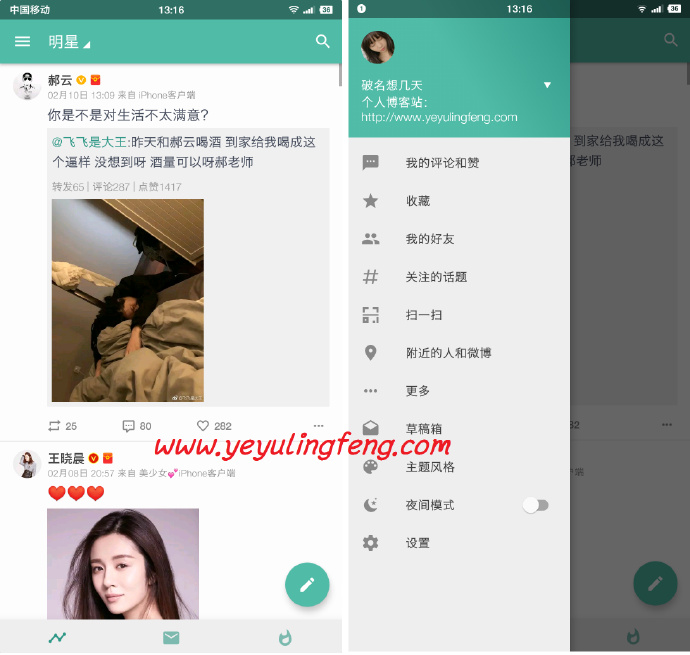 中国移动
13:16
36
明星
郝云
02月10日 13:09 来自 iPhone客户端
你是不是对生活不太满意?
@飞飞是大王:昨天和郝云喝酒 到家给我喝成这
个逼样 没想到呀 酒量可以呀郝老师
转发65 | 评论287 | 点赞1417
25
80
282
王晓晨
02月08日 20:57 来自 美少女💕iPhone客户端
❤❤❤
13:16
36
破名想几天
个人博客站:
http://www.yeyulingfeng.com
我的评论和赞
收藏
我的好友
关注的话题
扫一扫
附近的人和微博
更多
草稿箱
主题风格
夜间模式
设置
到家给我喝成这
郝老师
82
户端
www.yeyulingfeng.com